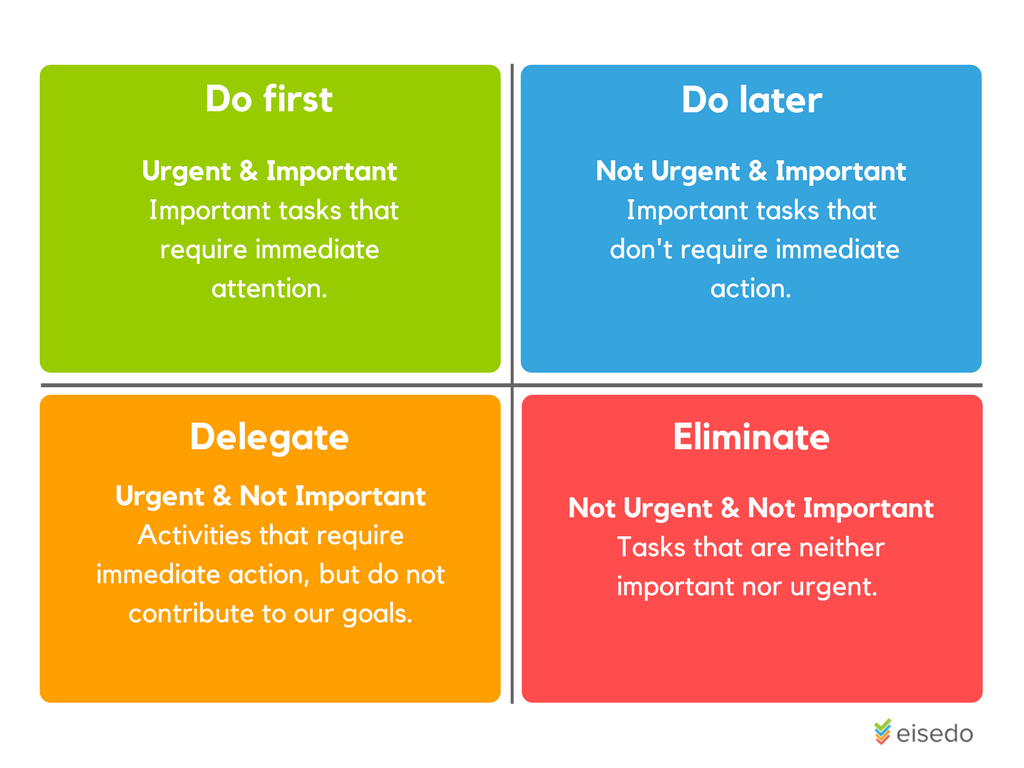 Do first
Urgent & Important
Important tasks that
require immediate
attention.
Do later
Not Urgent & Important
Important tasks that
don't require immediate
action.
Delegate
Urgent & Not Important
Activities that require
immediate action, but do not
contribute to our goals.
Eliminate
Not Urgent & Not Important
Tasks that are neither
important nor urgent.
eisedo